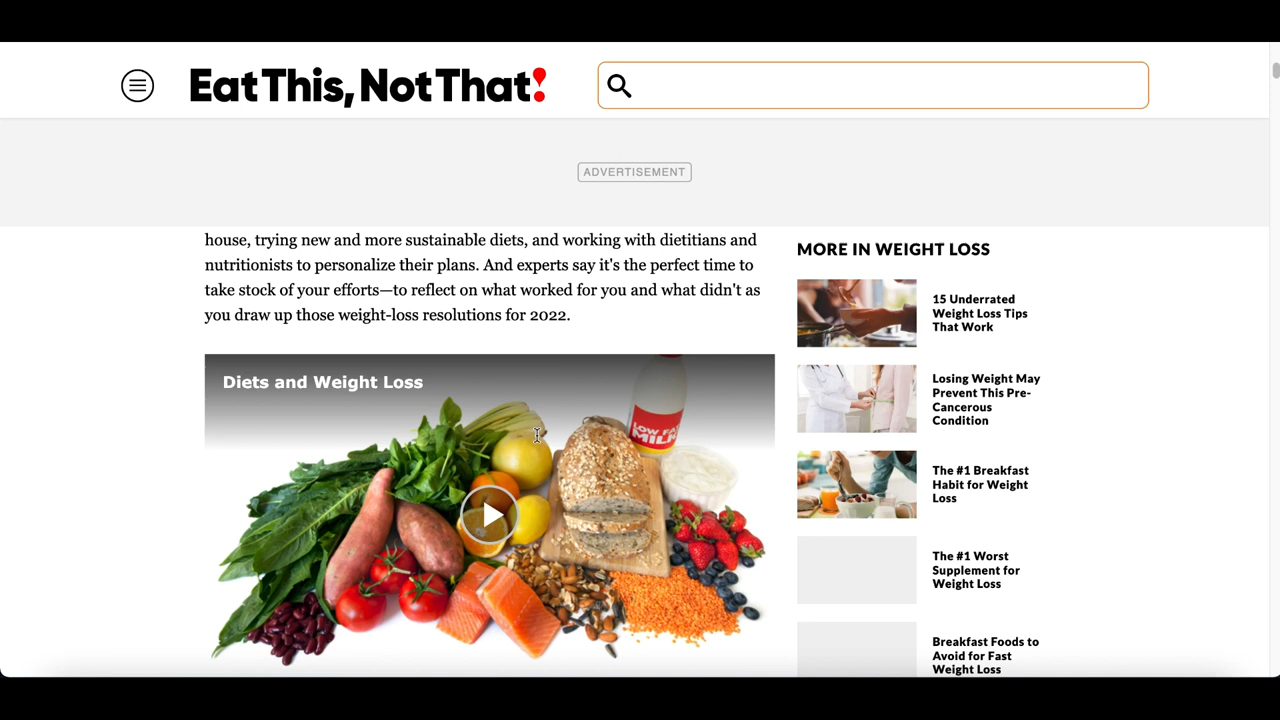 Eat This, Not That!
ADVERTISEMENT
house, trying new and more sustainable diets, and working with dietitians and
nutritionists to personalize their plans. And experts say it's the perfect time to
take stock of your efforts—to reflect on what worked for you and what didn't as
you draw up those weight-loss resolutions for 2022.
Diets and Weight Loss
LOW FAT
MILK
MORE IN WEIGHT LOSS
15 Underrated
Weight Loss Tips
That Work
Losing Weight May
Prevent This Pre-
Cancerous
Condition
The #1 Breakfast
Habit for Weight
Loss
The #1 Worst
Supplement for
Weight Loss
Breakfast Foods to
Avoid for Fast
Weight Loss